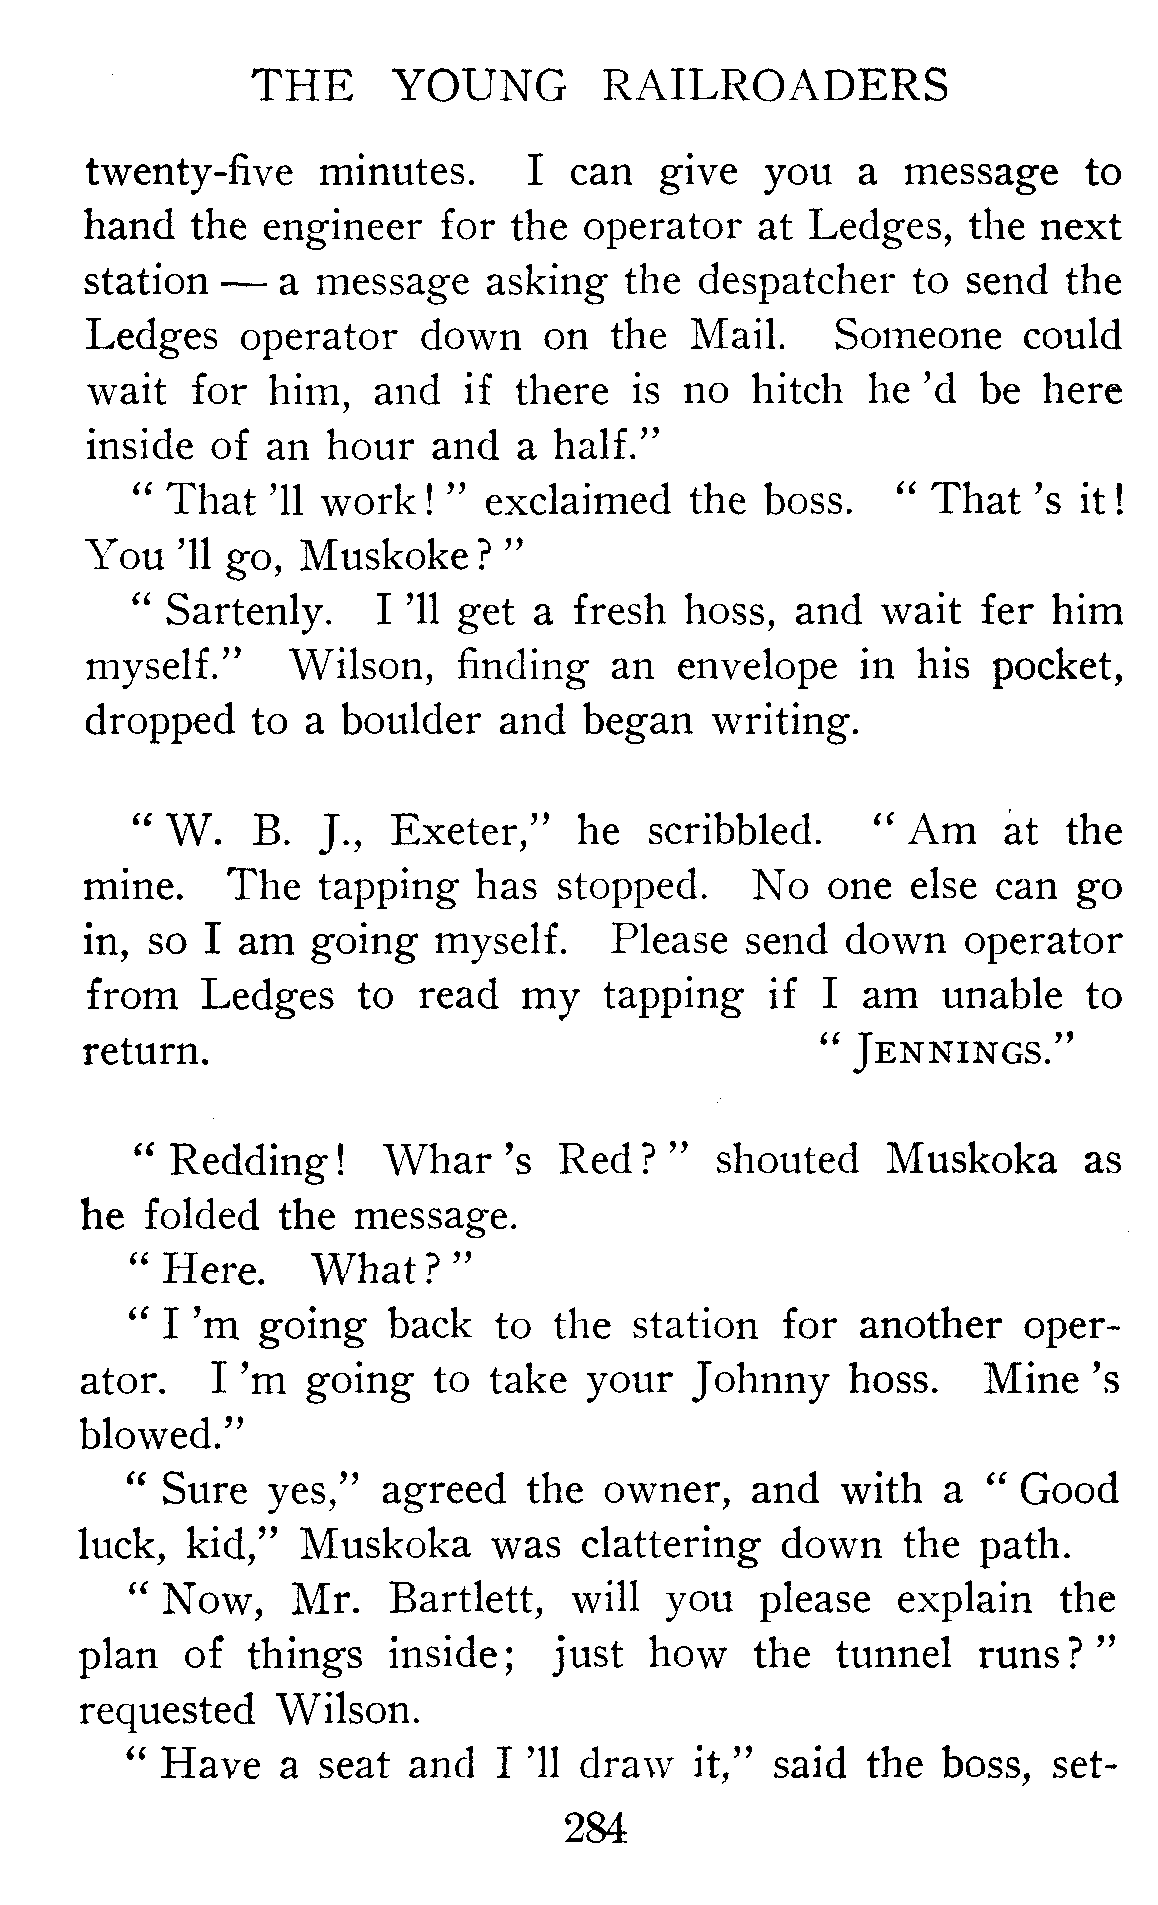 THE YOUNG RAILROADERS
twenty-five minutes. I can give you a message to
hand the engineer for the operator at Ledges, the next
station — a message asking the despatcher to send the
Ledges operator down on the Mail. Someone could
wait for him, and if there is no hitch he 'd be here
inside of an hour and a half."
" That 'll work! " exclaimed the boss. " That 's it!
You 'll go, Muskoke? "
" Sartenly. I 'll get a fresh hoss, and wait fer him
myself." Wilson, finding an envelope in his pocket,
dropped to a boulder and began writing.
" W. B. J., Exeter," he scribbled. " Am at the
mine. The tapping has stopped. No one else can go
in, so I am going myself. Please send down operator
from Ledges to read my tapping if I am unable to
return. " JENNINGS."
" Redding! Whar 's Red? " shouted Muskoka as
he folded the message.
" Here. What? "
" I 'm going back to the station for another oper-
ator. I 'm going to take your Johnny hoss. Mine 's
blowed."
" Sure yes," agreed the owner, and with a " Good
luck, kid," Muskoka was clattering down the path.
" Now, Mr. Bartlett, will you please explain the
plan of things inside; just how the tunnel runs? "
requested Wilson.
" Have a seat and I 'll draw it," said the boss, set-
284